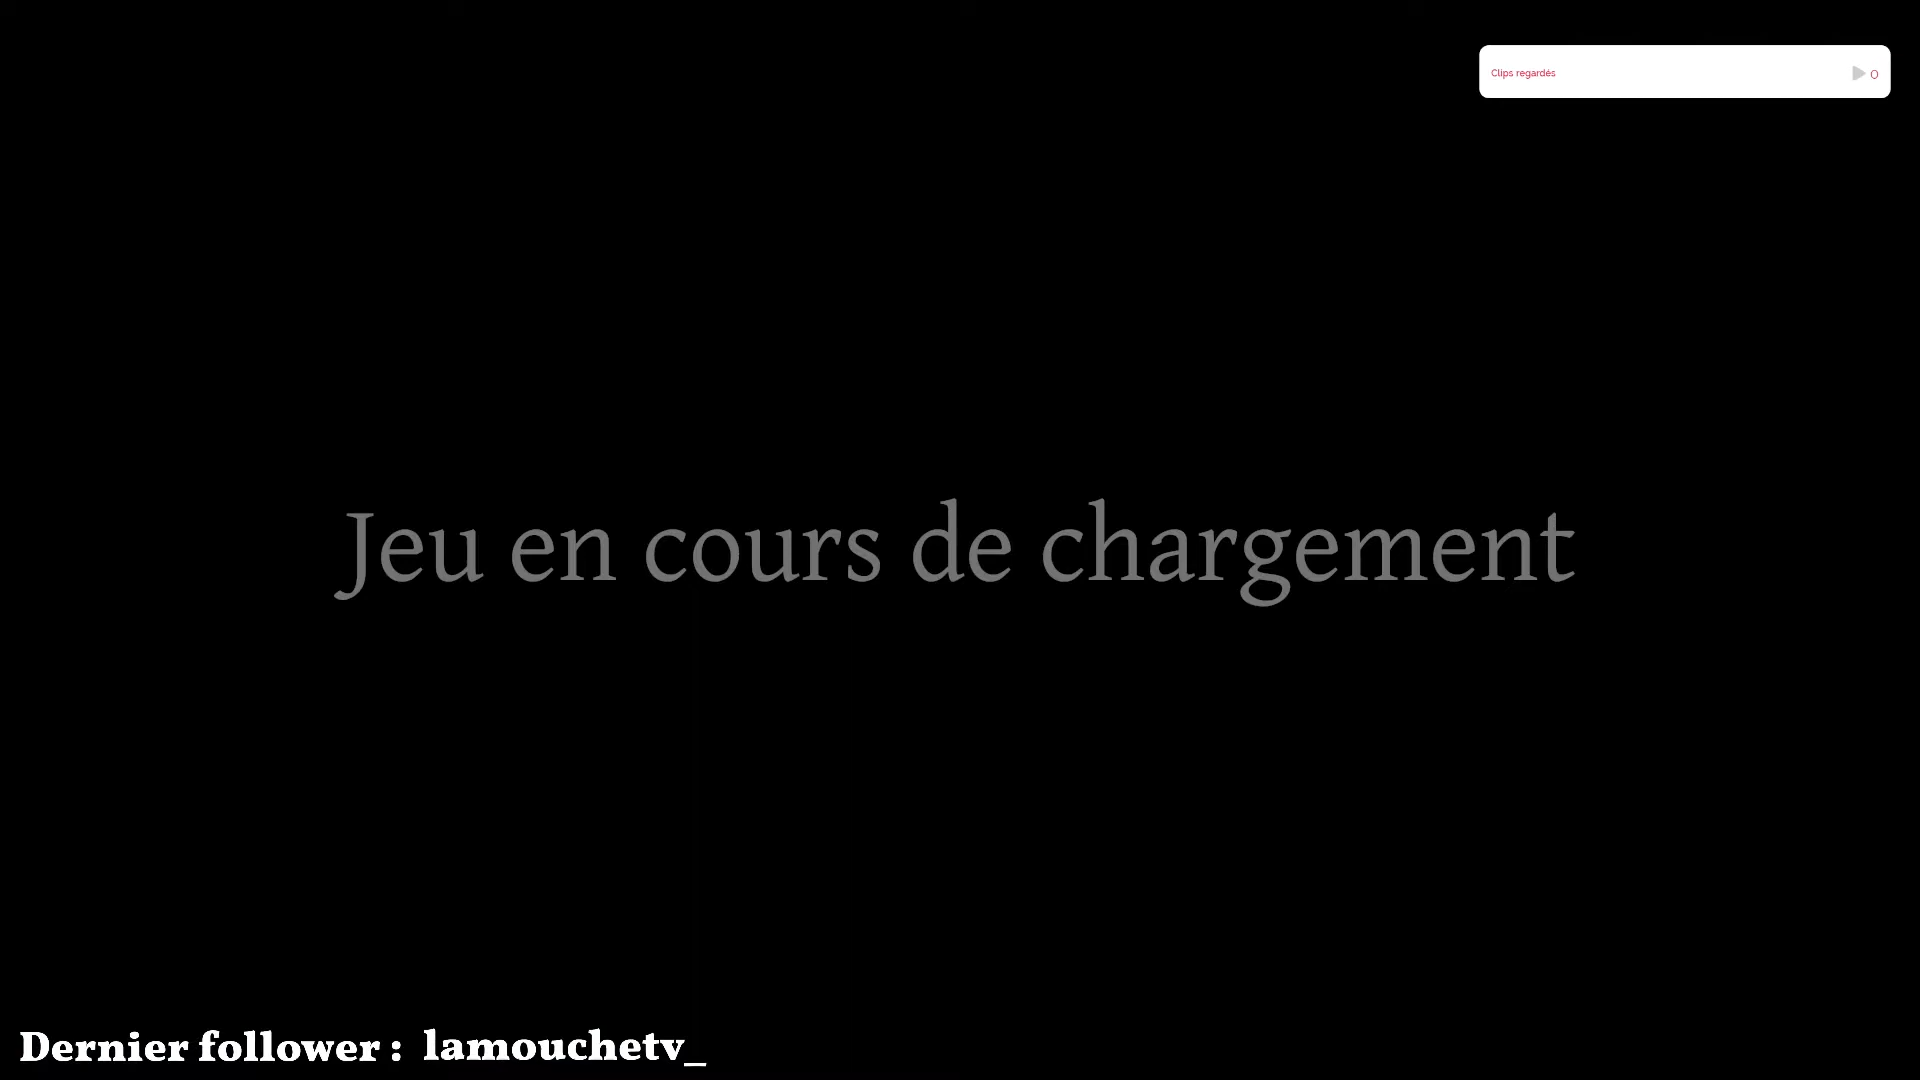 Clips regardés 0
Jeu en cours de chargement
Dernier follower : lamouchetv_